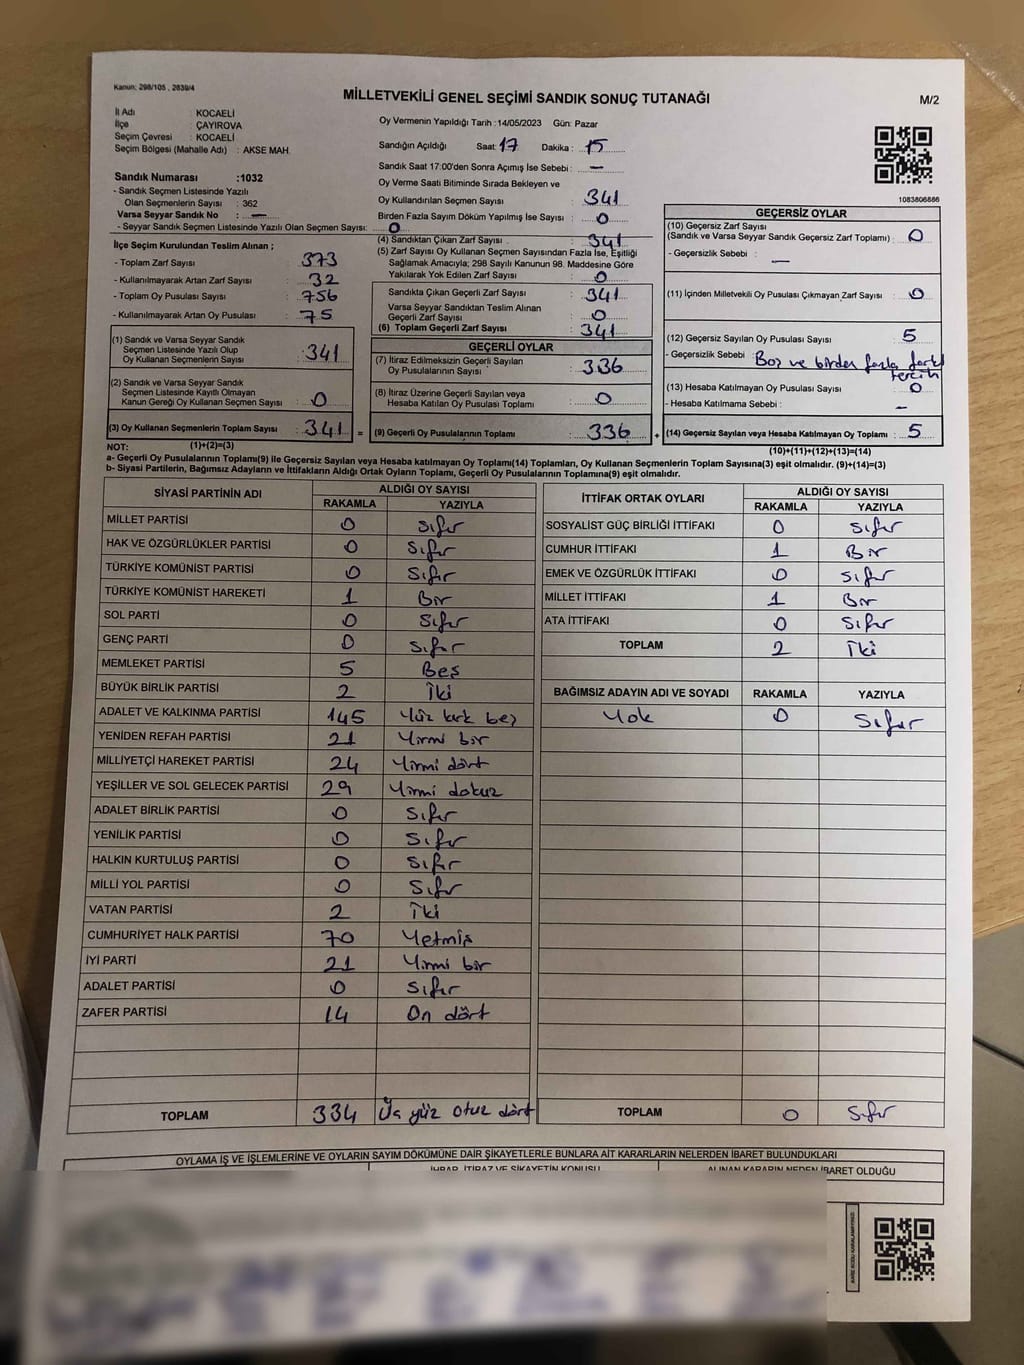 Kanun: 298/105 , 2839/4
MİLLETVEKİLİ GENEL SEÇİMİ SANDIK SONUÇ TUTANAĞI
M/2
İl Adı : KOCAELİ
İlçe : ÇAYIROVA
Seçim Çevresi : KOCAELİ
Seçim Bölgesi (Mahalle Adı) : AKSE MAH.
Oy Vermenin Yapıldığı Tarih :14/05/2023 Gün: Pazar
Sandığın Açıldığı Saat: 17 Dakika : 15
Sandık Saat 17:00'den Sonra Açımış İse Sebebi : —
Oy Verme Saati Bitiminde Sırada Bekleyen ve
Oy Kullandırılan Seçmen Sayısı : 341
Birden Fazla Sayım Döküm Yapılmış İse Sayısı : 0
1083806886
Sandık Numarası :1032
- Sandık Seçmen Listesinde Yazılı
Olan Seçmenlerin Sayısı : 362
Varsa Seyyar Sandık No : —
- Seyyar Sandık Seçmen Listesinde Yazılı Olan Seçmen Sayısı: 0
İlçe Seçim Kurulundan Teslim Alınan ;
- Toplam Zarf Sayısı : 373
- Kullanılmayarak Artan Zarf Sayısı : 32
- Toplam Oy Pusulası Sayısı : 756
- Kullanılmayarak Artan Oy Pusulası : 75
(1) Sandık ve Varsa Seyyar Sandık
Seçmen Listesinde Yazılı Olup
Oy Kullanan Seçmenlerin Sayısı : 341
(2) Sandık ve Varsa Seyyar Sandık
Seçmen Listesinde Kayıtlı Olmayan
Kanun Gereği Oy Kullanan Seçmen Sayısı : 0
(3) Oy Kullanan Seçmenlerin Toplam Sayısı : 341 =
(4) Sandıktan Çıkan Zarf Sayısı : 341
(5) Zarf Sayısı Oy Kullanan Seçmen Sayısından Fazla İse, Eşitliği
Sağlamak Amacıyla; 298 Sayılı Kanunun 98. Maddesine Göre
Yakılarak Yok Edilen Zarf Sayısı : 0
Sandıkta Çıkan Geçerli Zarf Sayısı : 341
Varsa Seyyar Sandıktan Teslim Alınan
Geçerli Zarf Sayısı : 0
(6) Toplam Geçerli Zarf Sayısı : 341
GEÇERLİ OYLAR
(7) İtiraz Edilmeksizin Geçerli Sayılan
Oy Pusulalarının Sayısı : 336
(8) İtiraz Üzerine Geçerli Sayılan veya
Hesaba Katılan Oy Pusulası Toplamı : 0
(9) Geçerli Oy Pusulalarının Toplamı : 336 +
GEÇERSİZ OYLAR
(10) Geçersiz Zarf Sayısı
(Sandık ve Varsa Seyyar Sandık Geçersiz Zarf Toplamı) : 0
- Geçersizlik Sebebi : —
(11) İçinden Milletvekili Oy Pusulası Çıkmayan Zarf Sayısı : 0
(12) Geçersiz Sayılan Oy Pusulası Sayısı : 5
- Geçersizlik Sebebi : Boş ve birden fazla farklı
tercih
(13) Hesaba Katılmayan Oy Pusulası Sayısı : 0
- Hesaba Katılmama Sebebi : —
(14) Geçersiz Sayılan veya Hesaba Katılmayan Oy Toplamı : 5
NOT: (1)+(2)=(3) (10)+(11)+(12)+(13)=(14)
a- Geçerli Oy Pusulalarının Toplamı(9) ile Geçersiz Sayılan veya Hesaba katılmayan Oy Toplamı(14) Toplamları, Oy Kullanan Seçmenlerin Toplam Sayısına(3) eşit olmalıdır. (9)+(14)=(3)
b- Siyasi Partilerin, Bağımsız Adayların ve İttifakların Aldığı Ortak Oyların Toplamı, Geçerli Oy Pusulalarının Toplamına(9) eşit olmalıdır.
SİYASİ PARTİNİN ADI ALDIĞI OY SAYISI
RAKAMLA YAZIYLA
MİLLET PARTİSİ 0 Sıfır
HAK VE ÖZGÜRLÜKLER PARTİSİ 0 Sıfır
TÜRKİYE KOMÜNİST PARTİSİ 0 Sıfır
TÜRKİYE KOMÜNİST HAREKETİ 1 Bir
SOL PARTİ 0 Sıfır
GENÇ PARTİ 0 Sıfır
MEMLEKET PARTİSİ 5 Beş
BÜYÜK BİRLİK PARTİSİ 2 İki
ADALET VE KALKINMA PARTİSİ 145 Yüz kırk beş
YENİDEN REFAH PARTİSİ 21 Yirmi bir
MİLLİYETÇİ HAREKET PARTİSİ 24 Yirmi dört
YEŞİLLER VE SOL GELECEK PARTİSİ 29 Yirmi dokuz
ADALET BİRLİK PARTİSİ 0 Sıfır
YENİLİK PARTİSİ 0 Sıfır
HALKIN KURTULUŞ PARTİSİ 0 Sıfır
MİLLİ YOL PARTİSİ 0 Sıfır
VATAN PARTİSİ 2 İki
CUMHURİYET HALK PARTİSİ 70 Yetmiş
İYİ PARTİ 21 Yirmi bir
ADALET PARTİSİ 0 Sıfır
ZAFER PARTİSİ 14 On dört
TOPLAM 334 Üç yüz otuz dört
İTTİFAK ORTAK OYLARI ALDIĞI OY SAYISI
RAKAMLA YAZIYLA
SOSYALİST GÜÇ BİRLİĞİ İTTİFAKI 0 Sıfır
CUMHUR İTTİFAKI 1 Bir
EMEK VE ÖZGÜRLÜK İTTİFAKI 0 Sıfır
MİLLET İTTİFAKI 1 Bir
ATA İTTİFAKI 0 Sıfır
TOPLAM 2 İki
BAĞIMSIZ ADAYIN ADI VE SOYADI RAKAMLA YAZIYLA
Yok 0 Sıfır
TOPLAM 0 Sıfır
OYLAMA İŞ VE İŞLEMLERİNE VE OYLARIN SAYIM DÖKÜMÜNE DAİR ŞİKAYETLERLE BUNLARA AİT KARARLARIN NELERDEN İBARET BULUNDUKLARI
İHBAR, İTİRAZ VE ŞİKAYETİN KONUSU ALINAN KARARIN NEDEN İBARET OLDUĞU